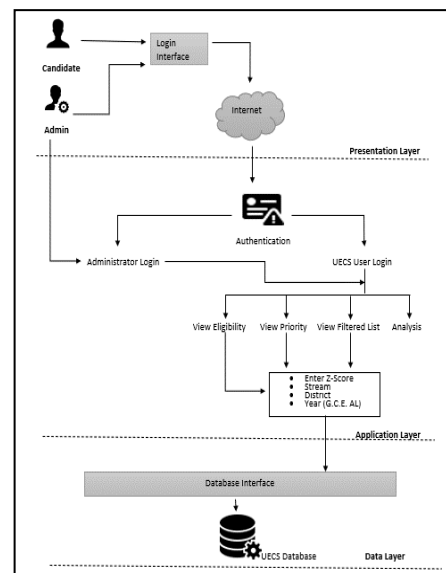 Candidate
Login
Interface
Admin
Internet
Presentation Layer
Authentication
Administrator Login
UECS User Login
View Eligibility
View Priority
View Filtered List
Analysis
• Enter Z-Score
• Stream
• District
• Year (G.C.E. AL)
Application Layer
Database Interface
UECS Database
Data Layer